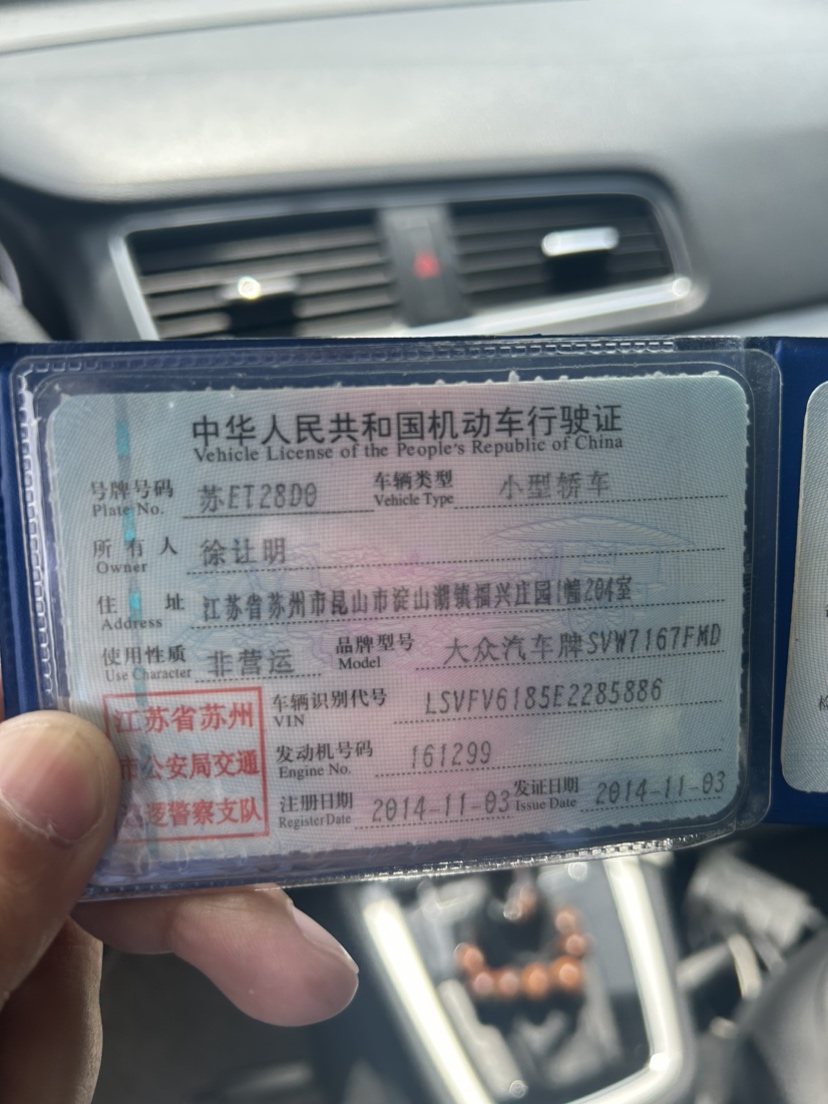 中华人民共和国机动车行驶证
Vehicle License of the People's Republic of China
号牌号码 苏ET28D0 车辆类型 小型轿车
Plate No. Vehicle Type
所有人 徐让明
Owner
住址 江苏省苏州市昆山市淀山湖镇福兴庄园1幢204室
Address
使用性质 非营运 品牌型号 大众汽车牌SVW7167FMD
Use Character Model
江苏省苏州 车辆识别代号 LSVFV6185E2285886
VIN
市公安局交通 发动机号码 161299
Engine No.
警察支队 注册日期 2014-11-03 发证日期 2014-11-03
Register Date Issue Date